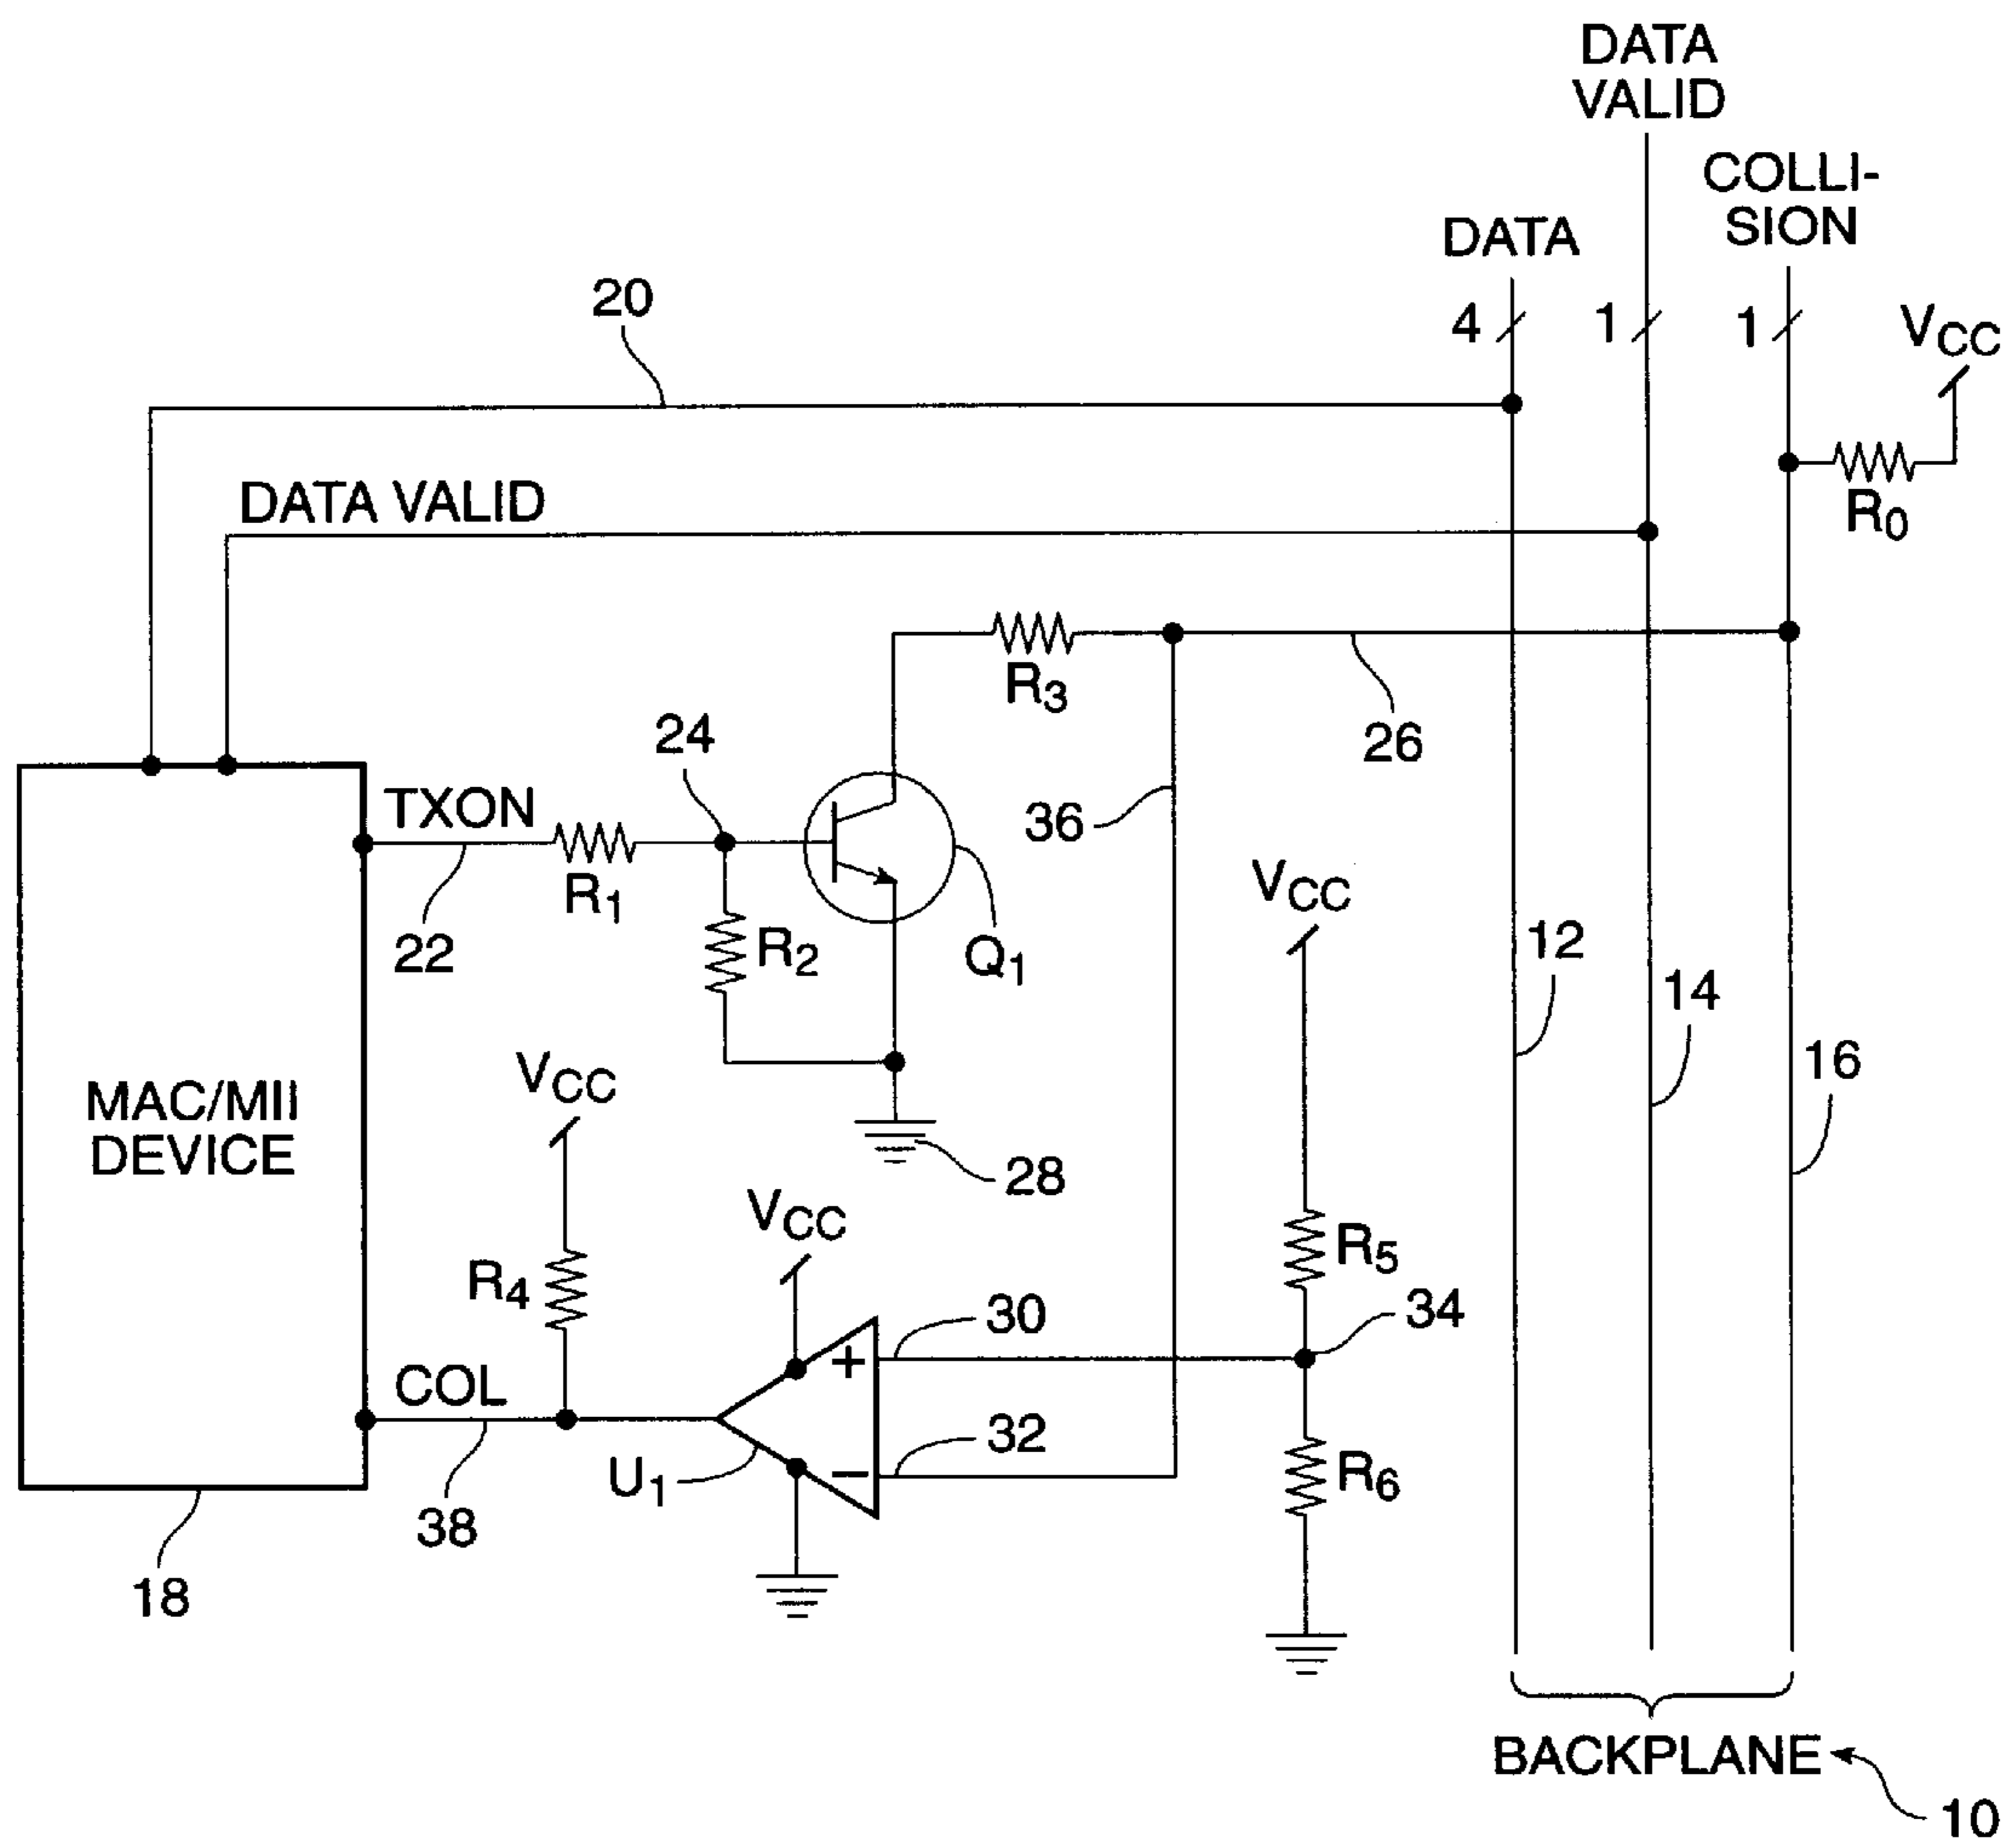 DATA
VALID
COLLI-
SION
DATA
20
4
1
1
VCC
DATA VALID
R0
R3
24
26
TXON
36
R1
VCC
22
R2
Q1
12
14
VCC
16
MAC/MII
DEVICE
28
VCC
R5
R4
30
34
COL
32
U1
R6
38
18
BACKPLANE
10